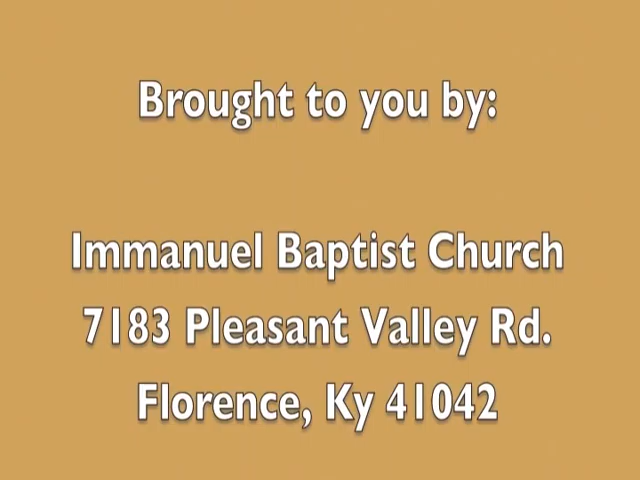 Brought to you by:
Immanuel Baptist Church
7183 Pleasant Valley Rd.
Florence, Ky 41042